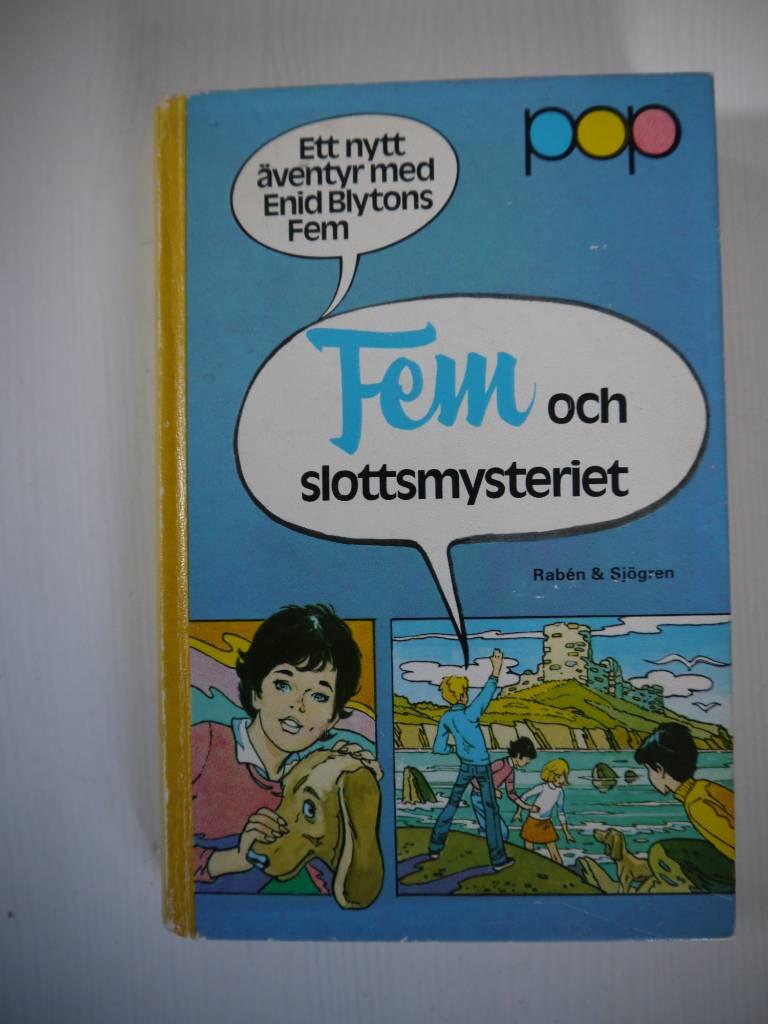 pop
Ett nytt
äventyr med
Enid Blytons
Fem
Fem och
slottsmysteriet
Rabén & Sjögren